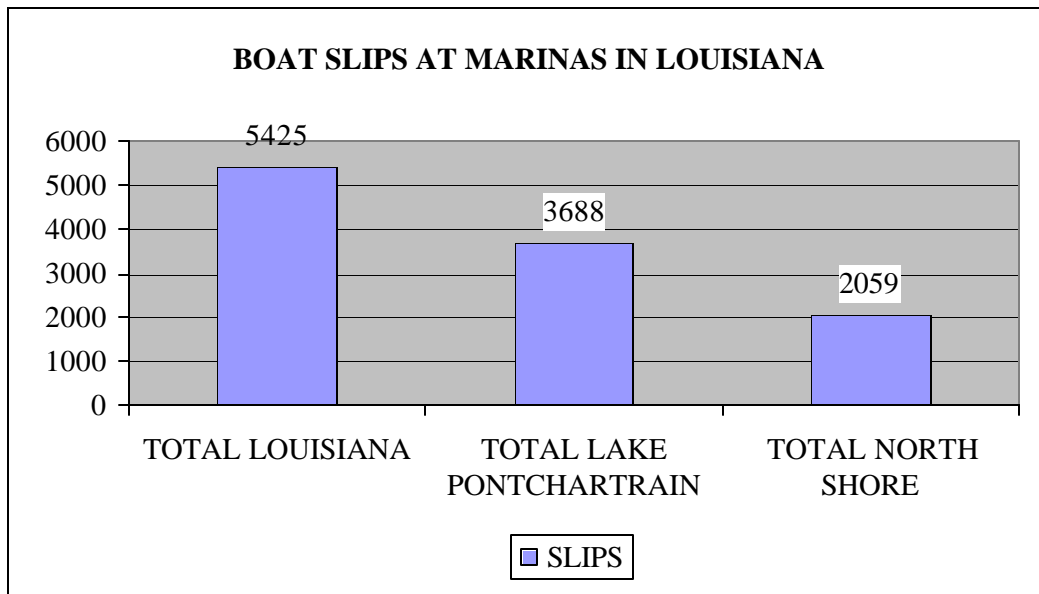 BOAT SLIPS AT MARINAS IN LOUISIANA
6000
5000
4000
3000
2000
1000
0
5425
3688
2059
TOTAL LOUISIANA
TOTAL LAKE
PONTCHARTRAIN
TOTAL NORTH
SHORE
SLIPS